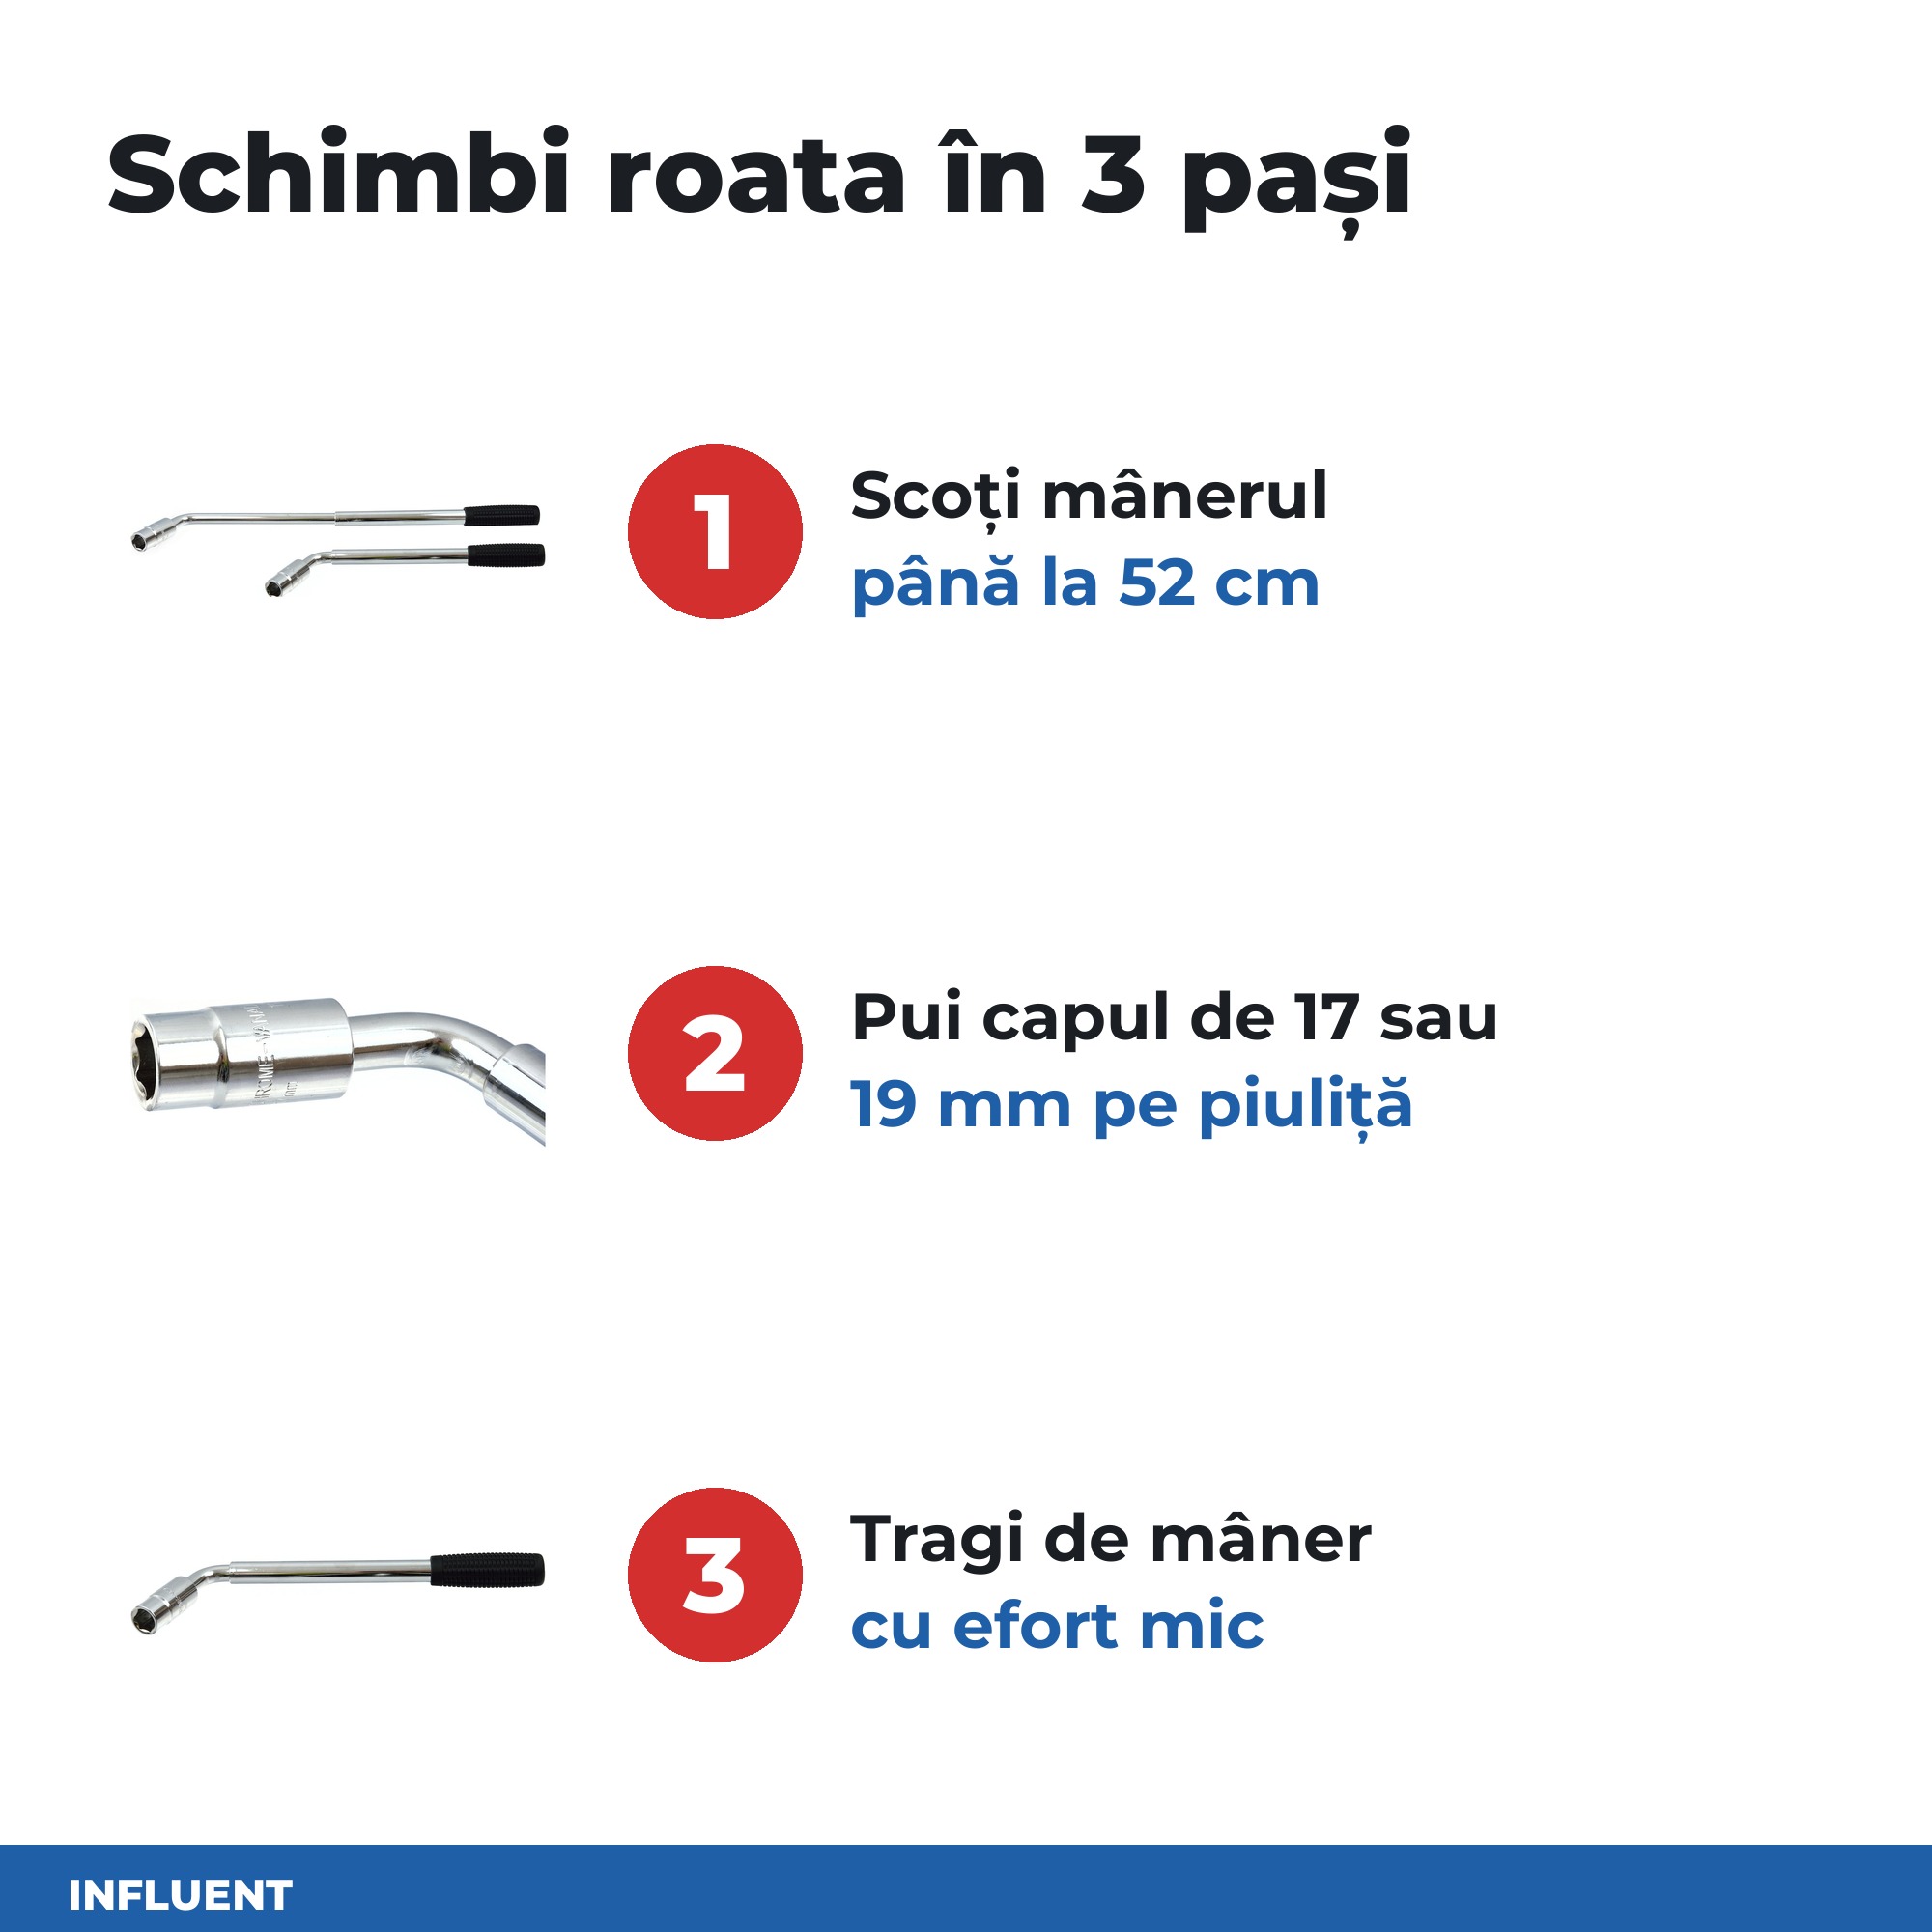 Schimbi roata în 3 pași
1
Scoți mânerul
până la 52 cm
2
Pui capul de 17 sau
19 mm pe piuliță
3
Tragi de mâner
cu efort mic
INFLUENT